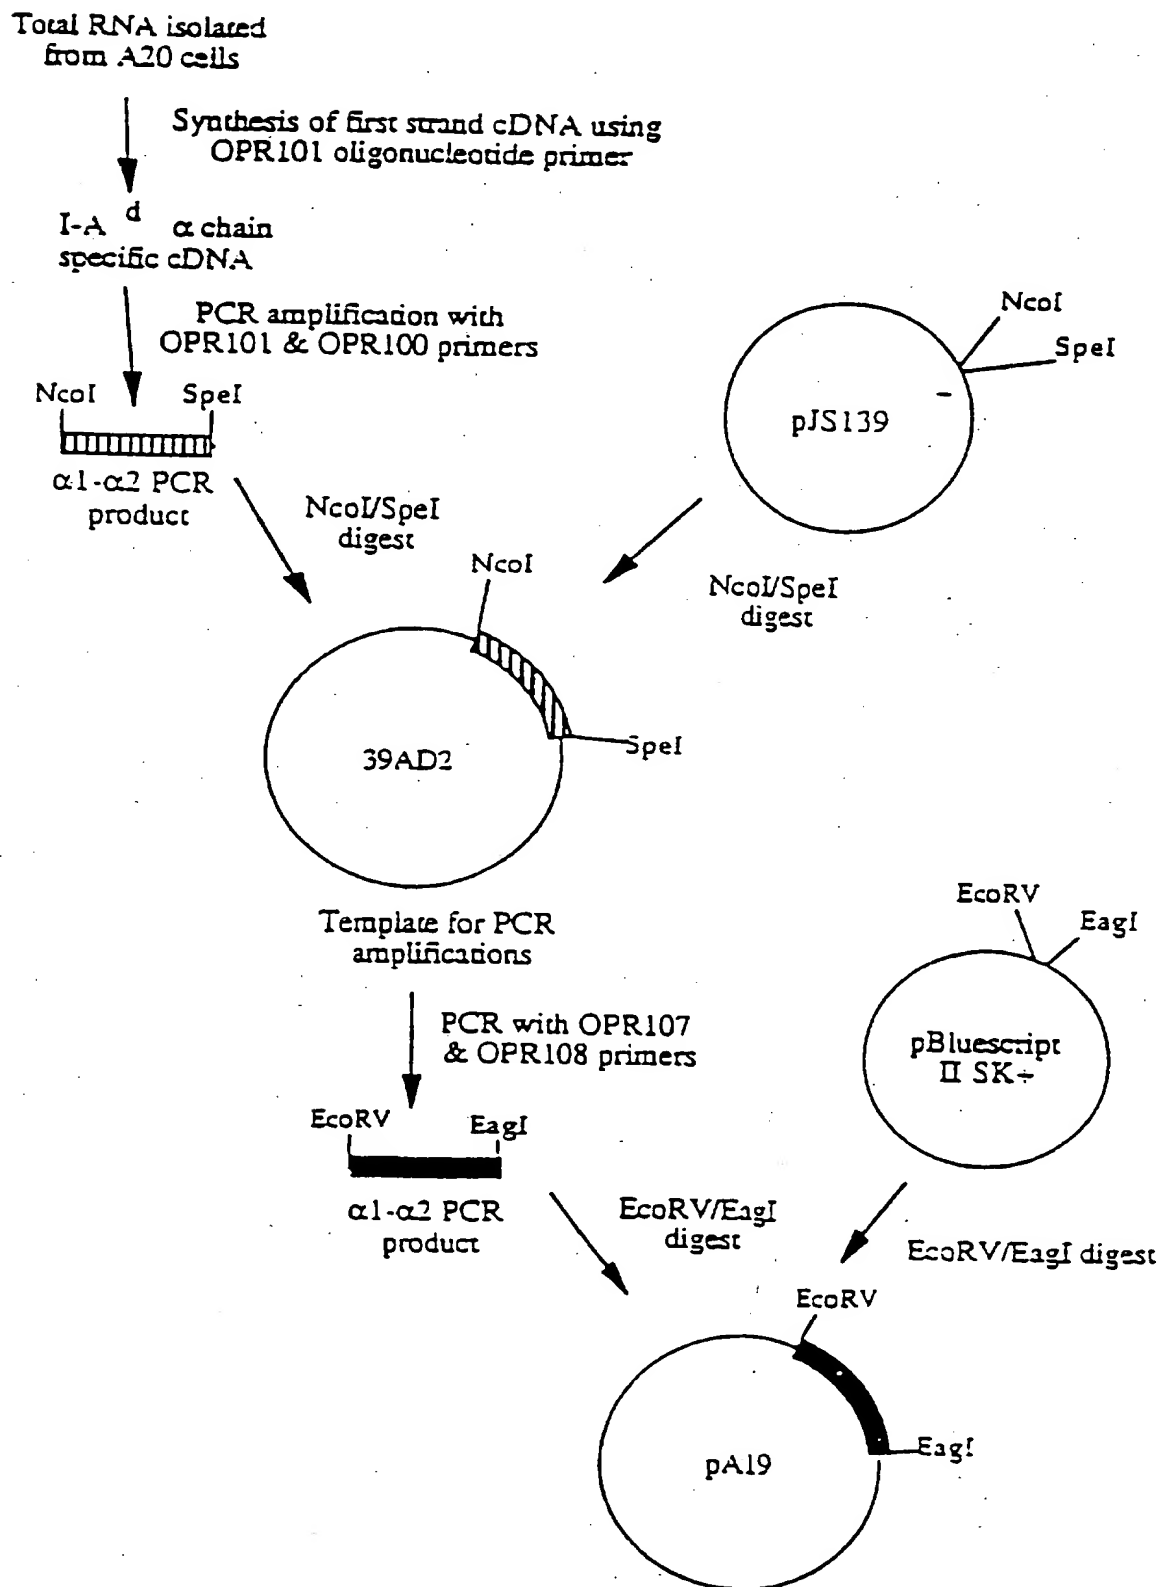 Total RNA isolated
from A20 cells
Synthesis of first strand cDNA using
OPR101 oligonucleotide primer
I-A d α chain
specific cDNA
PCR amplification with
OPR101 & OPR100 primers
NcoI SpeI
α1-α2 PCR
product
NcoI/SpeI
digest
NcoI
SpeI
pJS139
NcoI/SpeI
digest
NcoI
SpeI
39AD2
Template for PCR
amplifications
PCR with OPR107
& OPR108 primers
EcoRV EagI
α1-α2 PCR
product
EcoRV/EagI
digest
EcoRV
EagI
pBluescript
II SK+
EcoRV/EagI digest
EcoRV
EagI
pA19